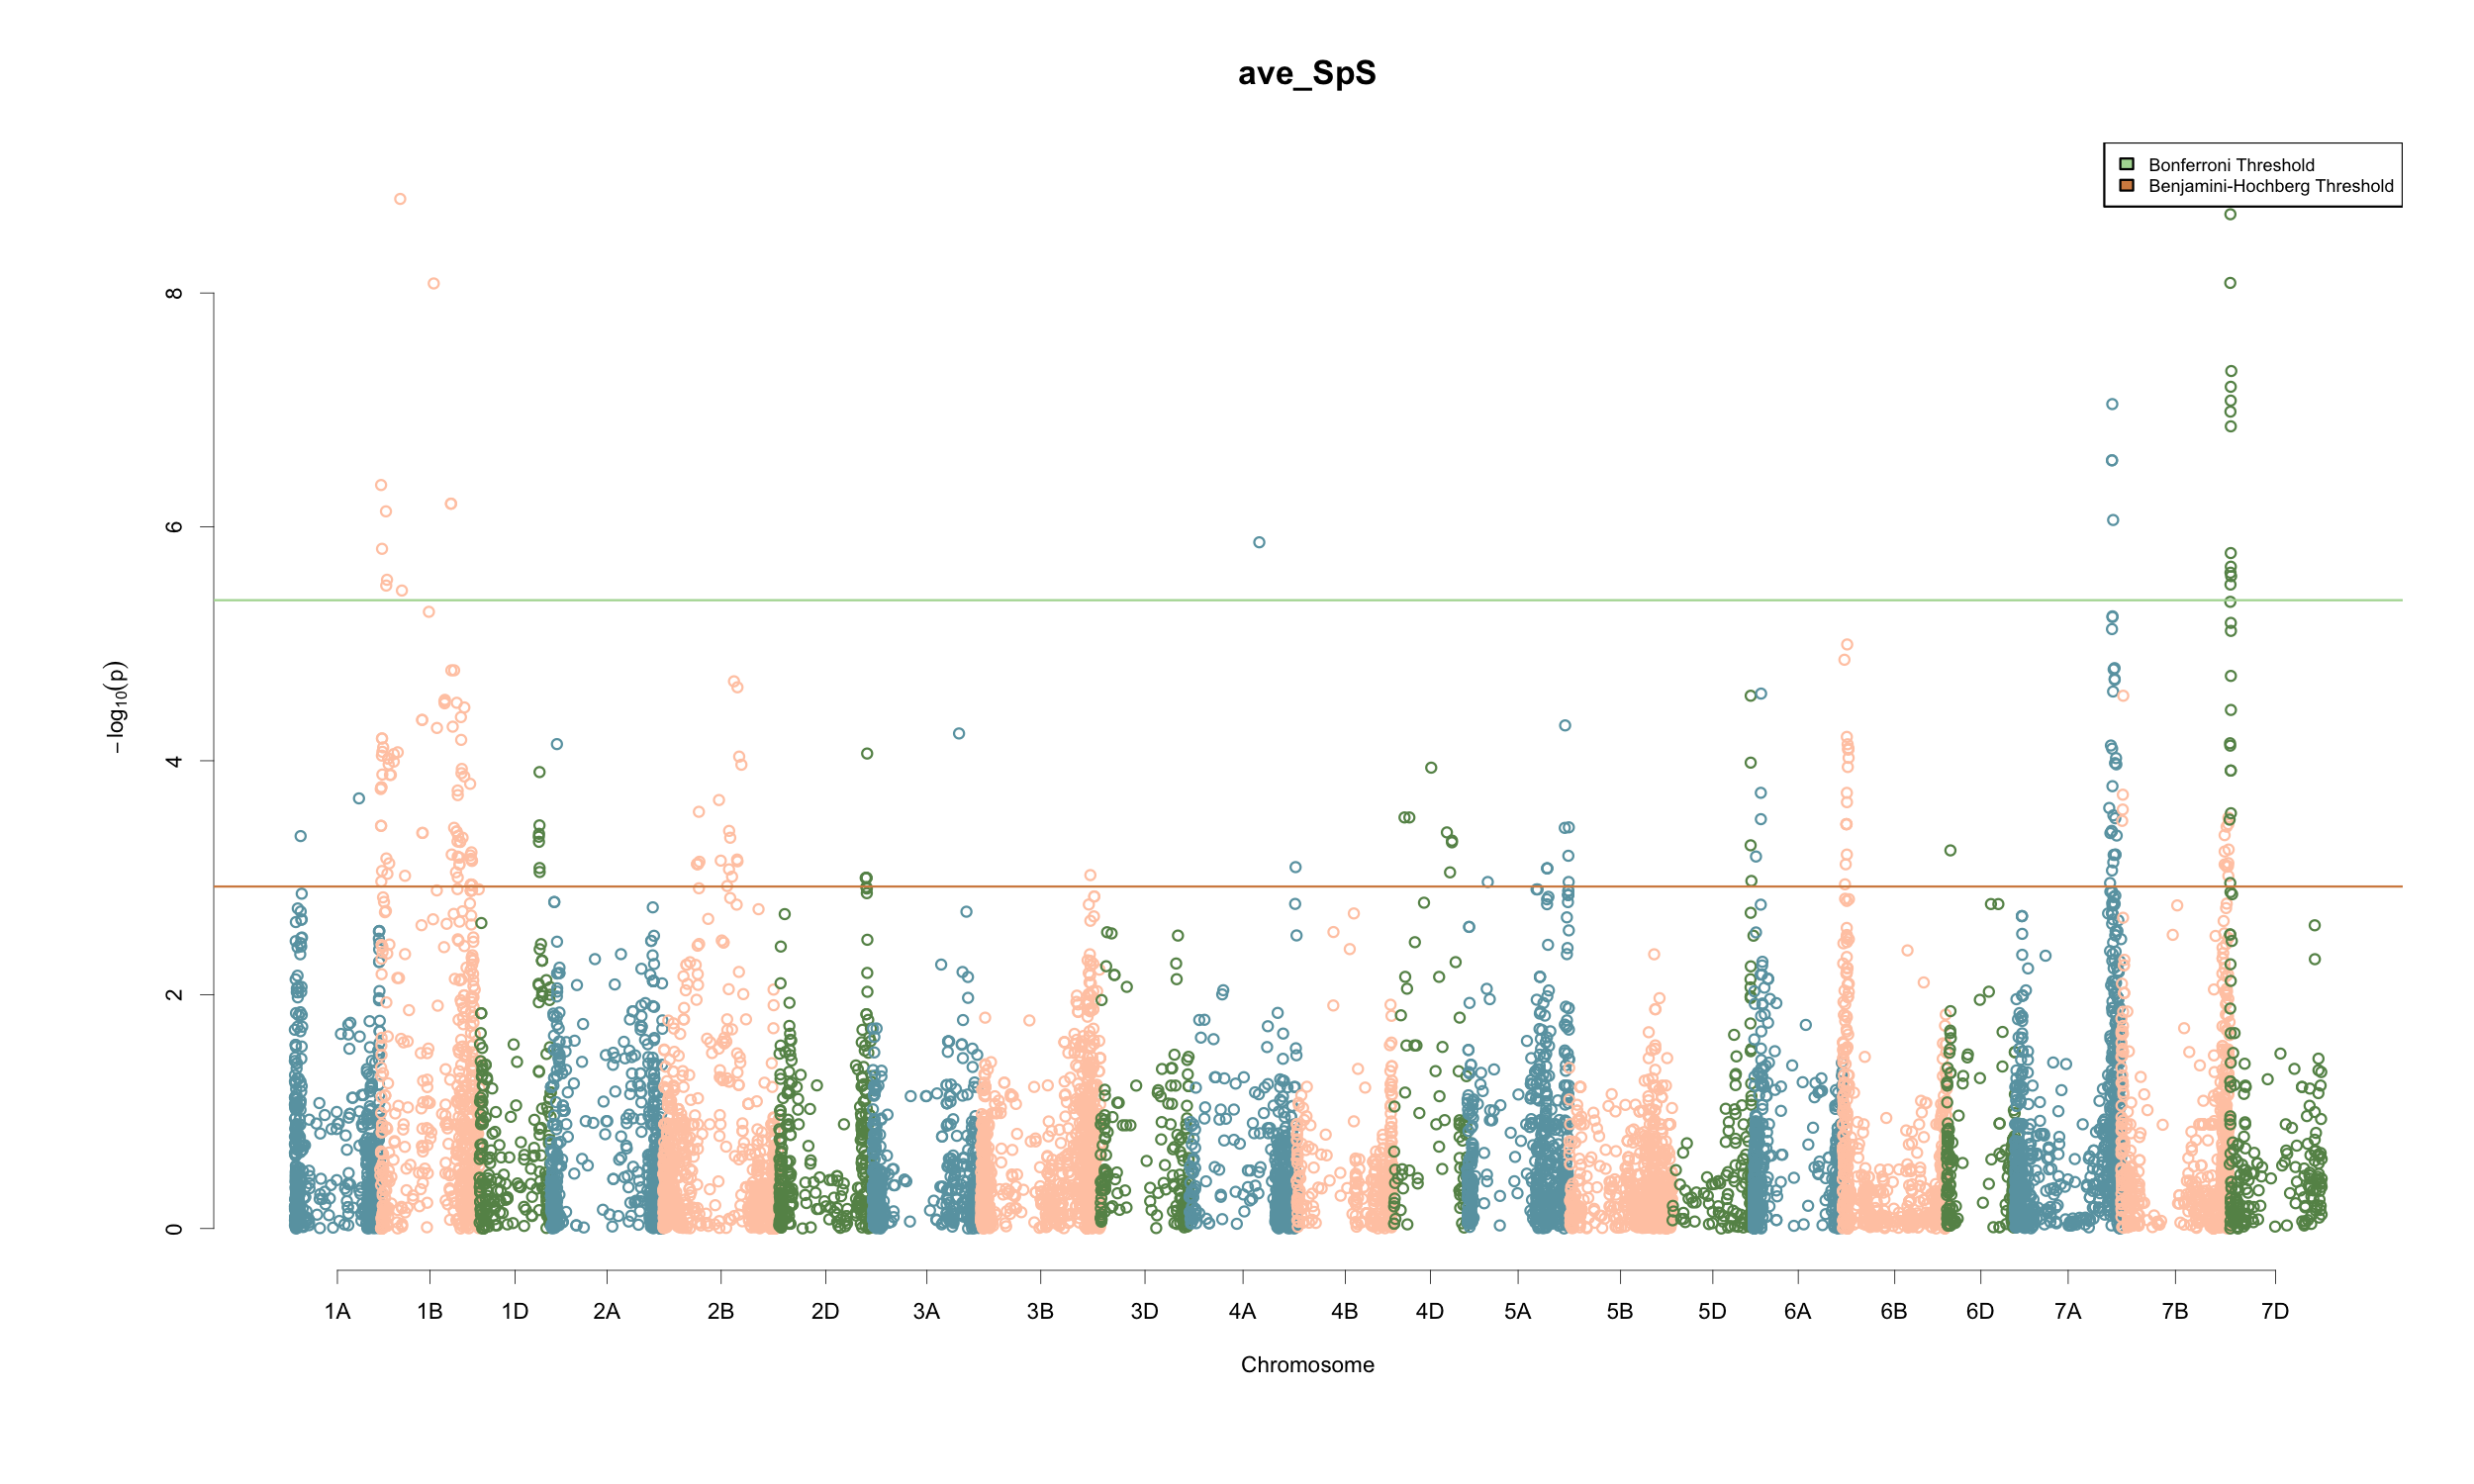 ave_SpS
Bonferroni Threshold
Benjamini-Hochberg Threshold
8
6
4
2
0
−log10(p)
1A 1B 1D 2A 2B 2D 3A 3B 3D 4A 4B 4D 5A 5B 5D 6A 6B 6D 7A 7B 7D
Chromosome